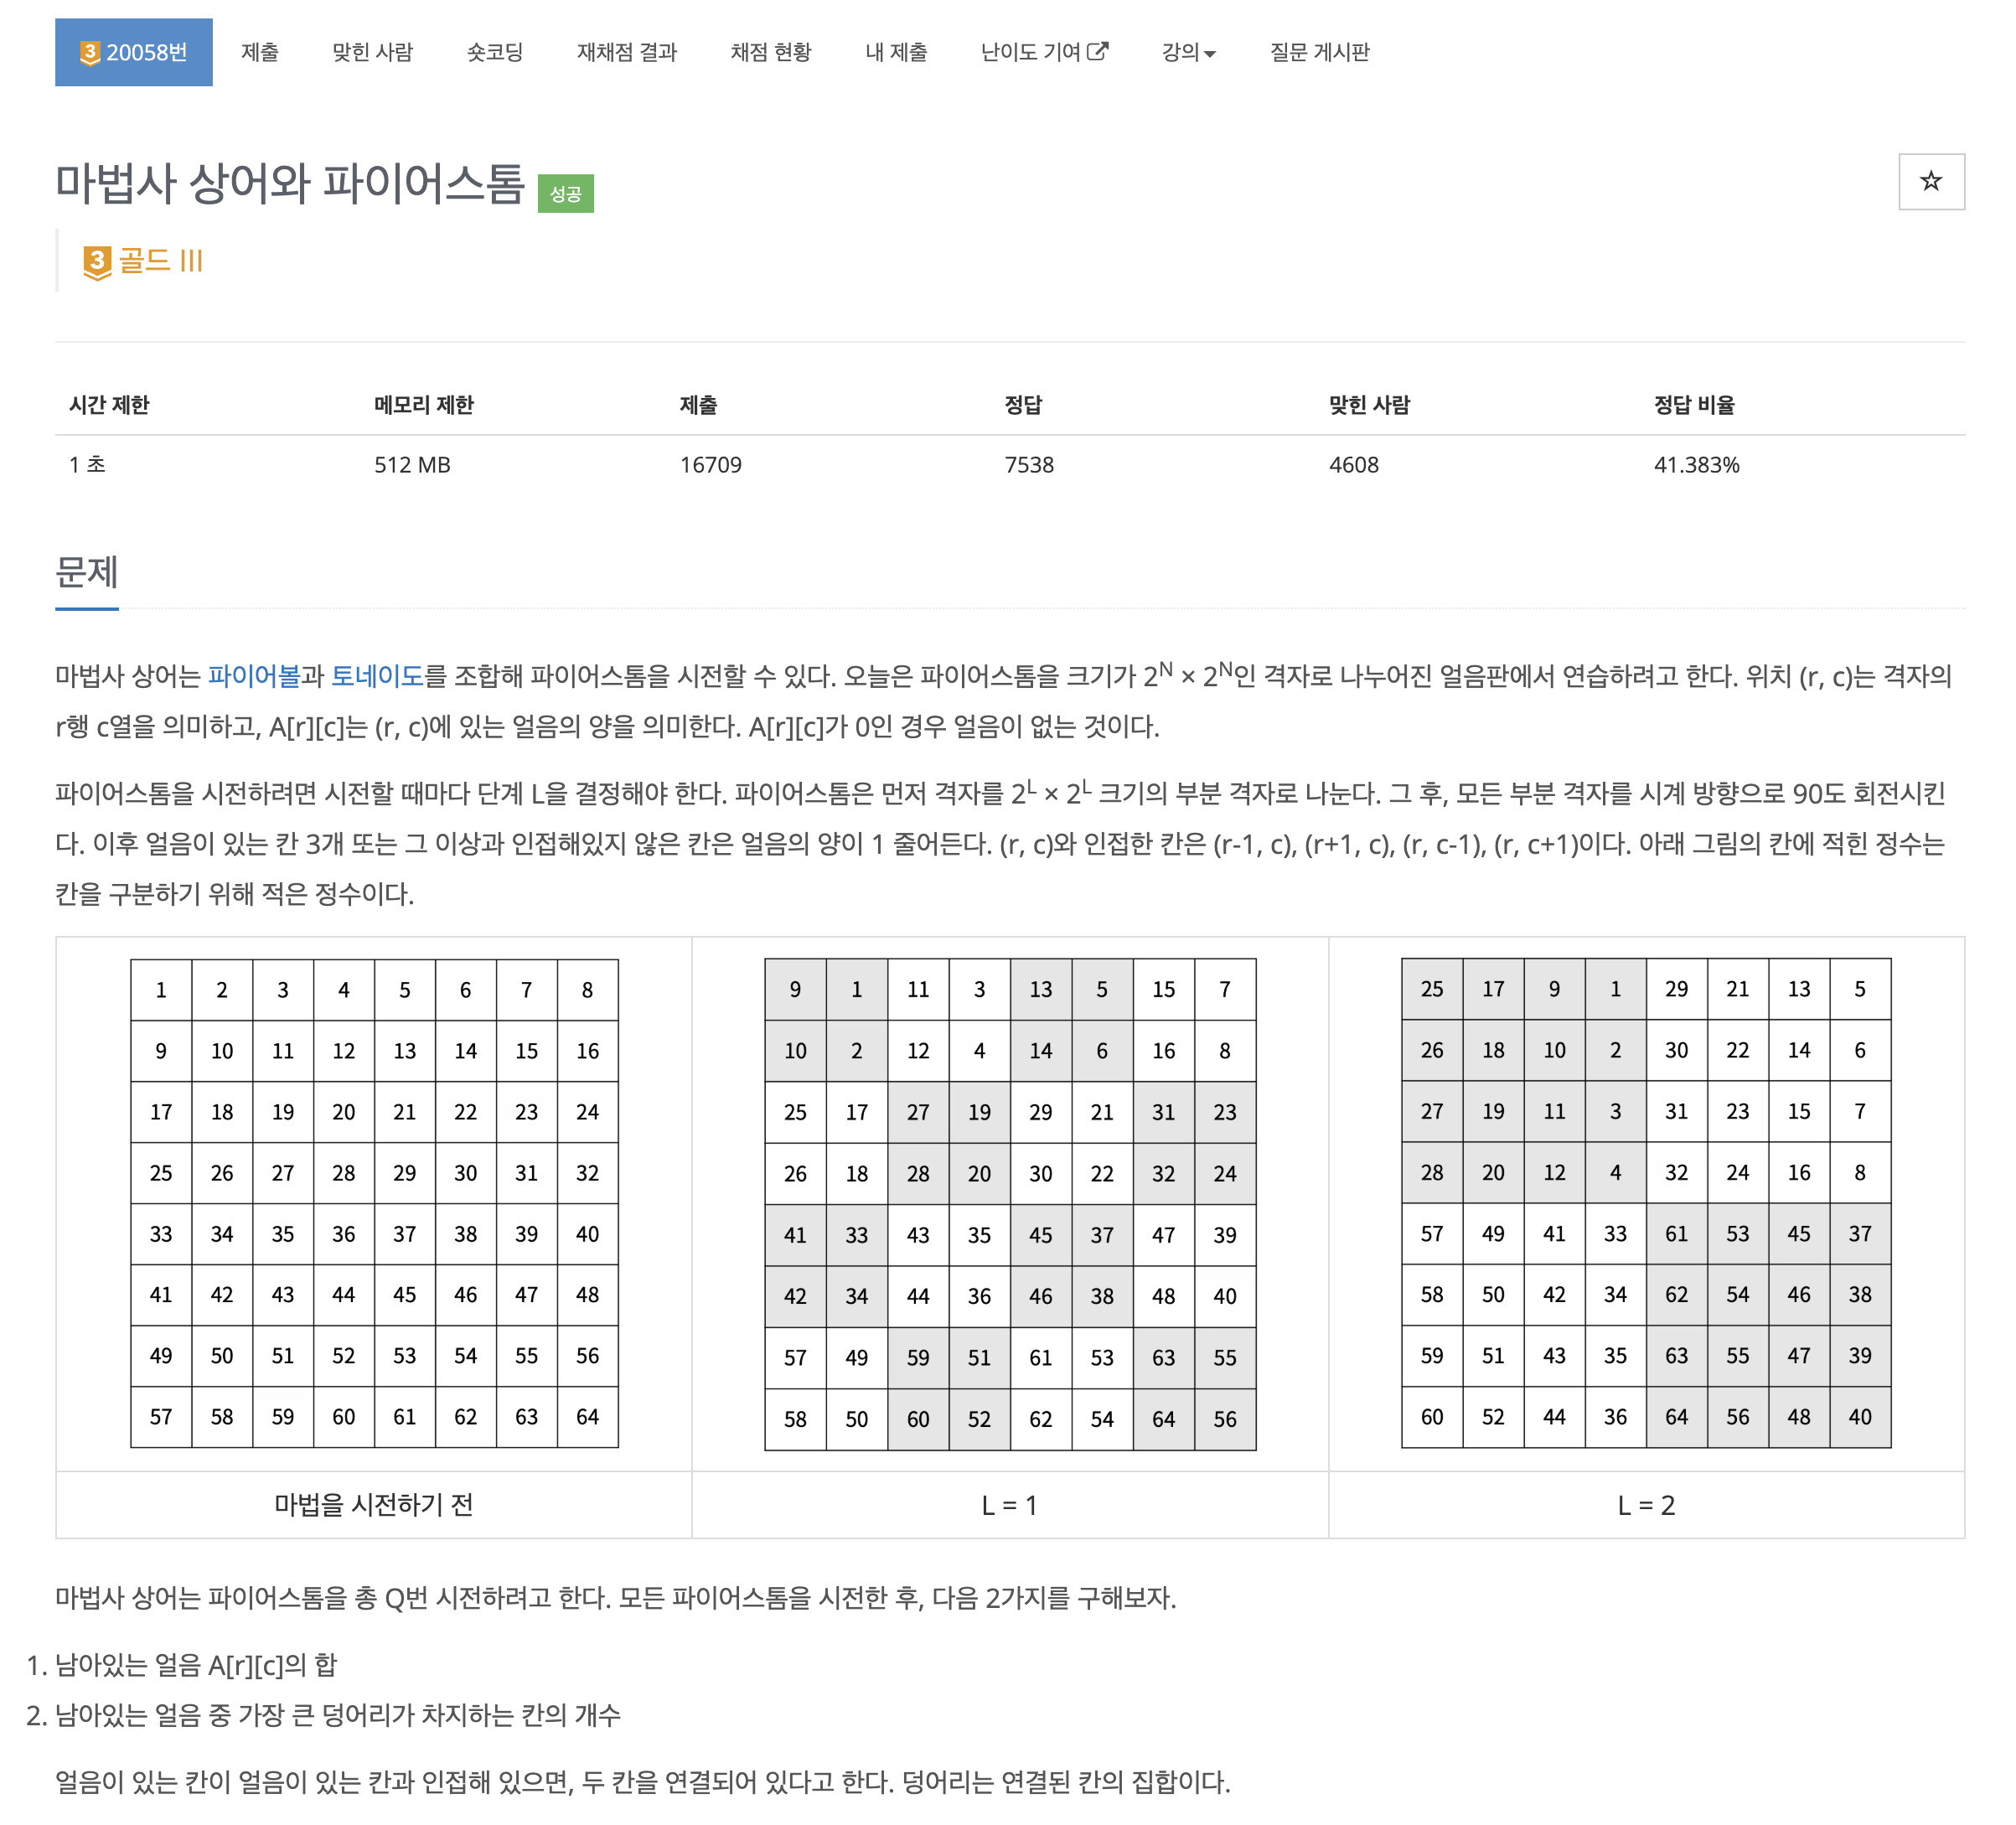 3 20058번 제출 맞힌 사람 숏코딩 재채점 결과 채점 현황 내 제출 난이도 기여 강의 질문 게시판
마법사 상어와 파이어스톰 성공
3 골드 III
시간 제한 메모리 제한 제출 정답 맞힌 사람 정답 비율
1 초 512 MB 16709 7538 4608 41.383%
문제
마법사 상어는 파이어볼과 토네이도를 조합해 파이어스톰을 시전할 수 있다. 오늘은 파이어스톰을 크기가 2^N × 2^N인 격자로 나누어진 얼음판에서 연습하려고 한다. 위치 (r, c)는 격자의
r행 c열을 의미하고, A[r][c]는 (r, c)에 있는 얼음의 양을 의미한다. A[r][c]가 0인 경우 얼음이 없는 것이다.
파이어스톰을 시전하려면 시전할 때마다 단계 L을 결정해야 한다. 파이어스톰은 먼저 격자를 2^L × 2^L 크기의 부분 격자로 나눈다. 그 후, 모든 부분 격자를 시계 방향으로 90도 회전시킨
다. 이후 얼음이 있는 칸 3개 또는 그 이상과 인접해있지 않은 칸은 얼음의 양이 1 줄어든다. (r, c)와 인접한 칸은 (r-1, c), (r+1, c), (r, c-1), (r, c+1)이다. 아래 그림의 칸에 적힌 정수는
칸을 구분하기 위해 적은 정수이다.
1 2 3 4 5 6 7 8
9 10 11 12 13 14 15 16
17 18 19 20 21 22 23 24
25 26 27 28 29 30 31 32
33 34 35 36 37 38 39 40
41 42 43 44 45 46 47 48
49 50 51 52 53 54 55 56
57 58 59 60 61 62 63 64
9 1 11 3 13 5 15 7
10 2 12 4 14 6 16 8
25 17 27 19 29 21 31 23
26 18 28 20 30 22 32 24
41 33 43 35 45 37 47 39
42 34 44 36 46 38 48 40
57 49 59 51 61 53 63 55
58 50 60 52 62 54 64 56
25 17 9 1 29 21 13 5
26 18 10 2 30 22 14 6
27 19 11 3 31 23 15 7
28 20 12 4 32 24 16 8
57 49 41 33 61 53 45 37
58 50 42 34 62 54 46 38
59 51 43 35 63 55 47 39
60 52 44 36 64 56 48 40
마법을 시전하기 전 L = 1 L = 2
마법사 상어는 파이어스톰을 총 Q번 시전하려고 한다. 모든 파이어스톰을 시전한 후, 다음 2가지를 구해보자.
1. 남아있는 얼음 A[r][c]의 합
2. 남아있는 얼음 중 가장 큰 덩어리가 차지하는 칸의 개수
얼음이 있는 칸이 얼음이 있는 칸과 인접해 있으면, 두 칸을 연결되어 있다고 한다. 덩어리는 연결된 칸의 집합이다.